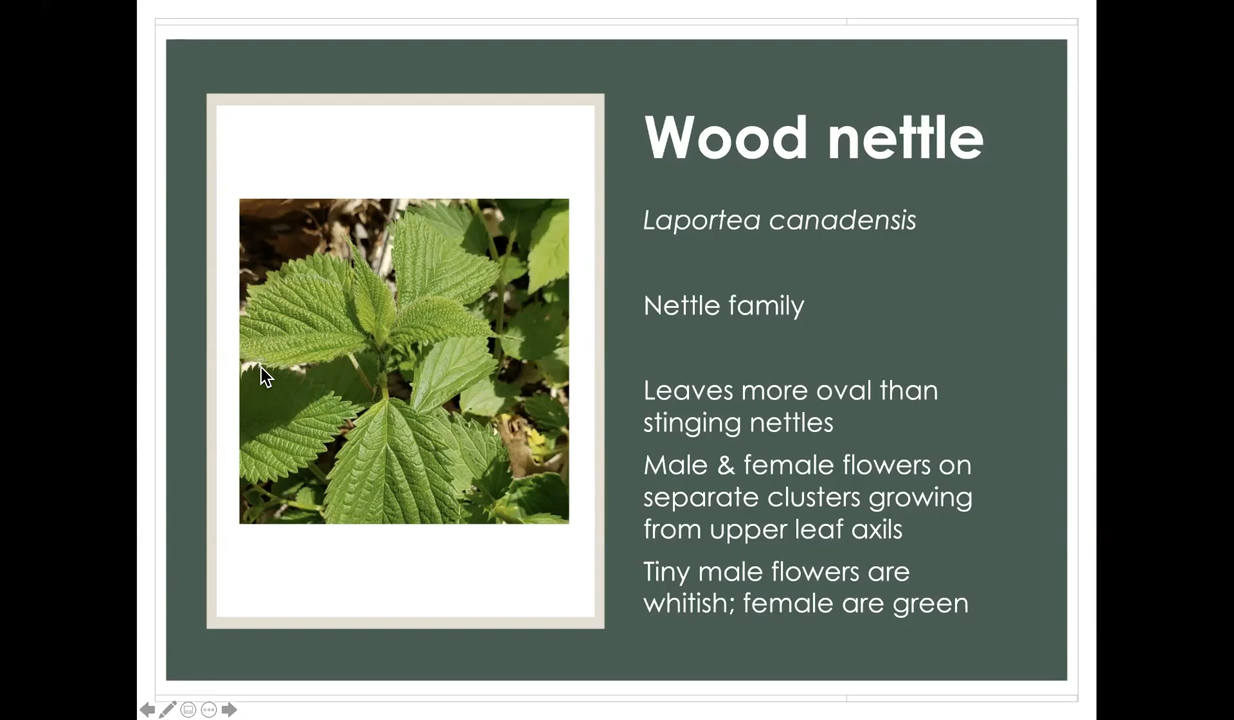 Wood nettle
Laportea canadensis
Nettle family
Leaves more oval than
stinging nettles
Male & female flowers on
separate clusters growing
from upper leaf axils
Tiny male flowers are
whitish; female are green